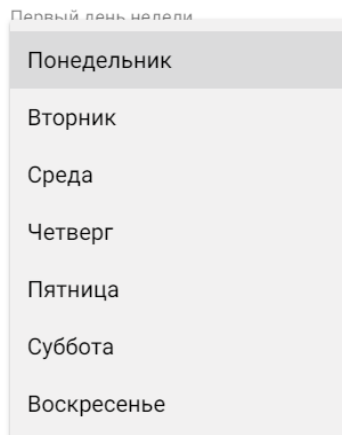 Первый день недели
Понедельник
Вторник
Среда
Четверг
Пятница
Суббота
Воскресенье